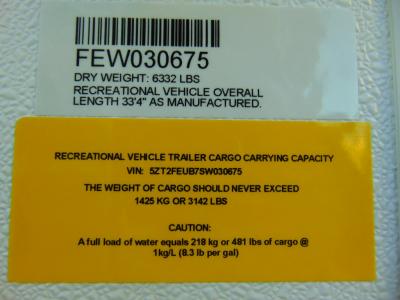 FEW030675
DRY WEIGHT: 6332 LBS
RECREATIONAL VEHICLE OVERALL
LENGTH 33'4" AS MANUFACTURED.
RECREATIONAL VEHICLE TRAILER CARGO CARRYING CAPACITY
VIN: 5ZT2FEUB7SW030675
THE WEIGHT OF CARGO SHOULD NEVER EXCEED
1425 KG OR 3142 LBS
CAUTION:
A full load of water equals 218 kg or 481 lbs of cargo @
1kg/L (8.3 lb per gal)